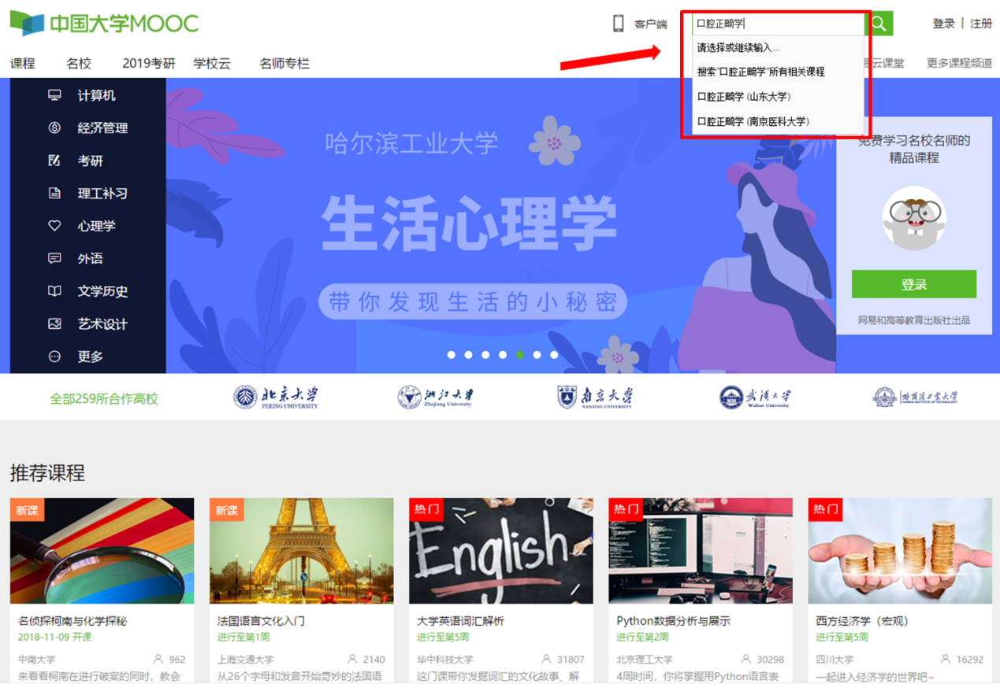 中国大学MOOC
客户端
口腔正畸学
登录 | 注册
课程 名校 2019考研 学校云 名师专栏
易云课堂 更多课程频道
请选择或继续输入...
搜索"口腔正畸学"所有相关课程
口腔正畸学 (山东大学)
口腔正畸学 (南京医科大学)
计算机
经济管理
考研
理工补习
心理学
外语
文学历史
艺术设计
更多
哈尔滨工业大学
生活心理学
带你发现生活的小秘密
免费学习名校名师的
精品课程
登录
网易和高等教育出版社出品
全部259所合作高校
北京大学
PEKING UNIVERSITY
浙江大学
Zhejiang University
南京大学
NANJING UNIVERSITY
武汉大学
Wuhan University
哈爾濱工業大學
HARBIN INSTITUTE OF TECHNOLOGY
推荐课程
新课
名侦探柯南与化学探秘
2018-11-09 开课
中南大学 962
来看看柯南在进行破案的同时，教会
新课
法国语言文化入门
进行至第1周
上海交通大学 2140
从26个字母和发音开始奇妙的法国语
热门
English
大学英语词汇解析
进行至第5周
华中科技大学 31807
这门课带你发掘词汇的文化故事、解
热门
Python数据分析与展示
进行至第2周
北京理工大学 30298
4周时间，你将掌握用Python语言表
热门
西方经济学（宏观）
进行至第5周
四川大学 16292
一起进入经济学的世界吧~